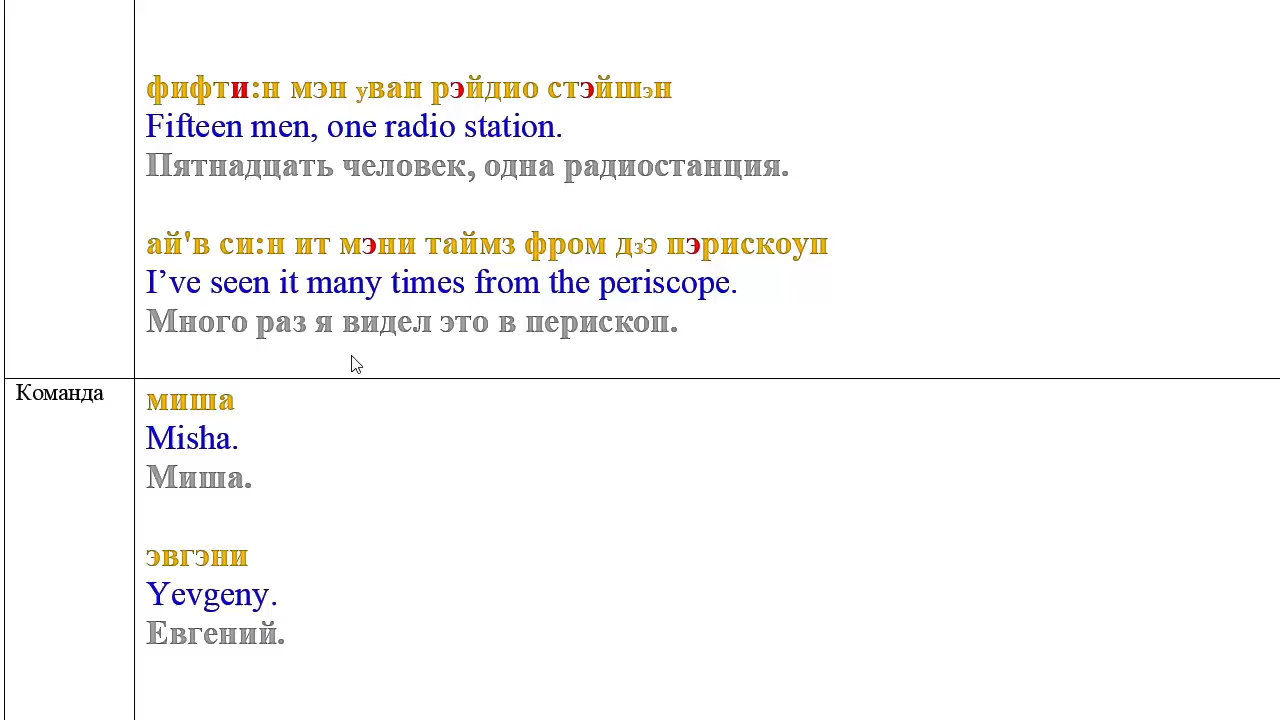 фифти:н мэн уван рэйдио стэйшэн
Fifteen men, one radio station.
Пятнадцать человек, одна радиостанция.
ай'в си:н ит мэни таймз фром дзэ пэрискоуп
I’ve seen it many times from the periscope.
Много раз я видел это в перископ.
Команда
миша
Misha.
Миша.
эвгэни
Yevgeny.
Евгений.